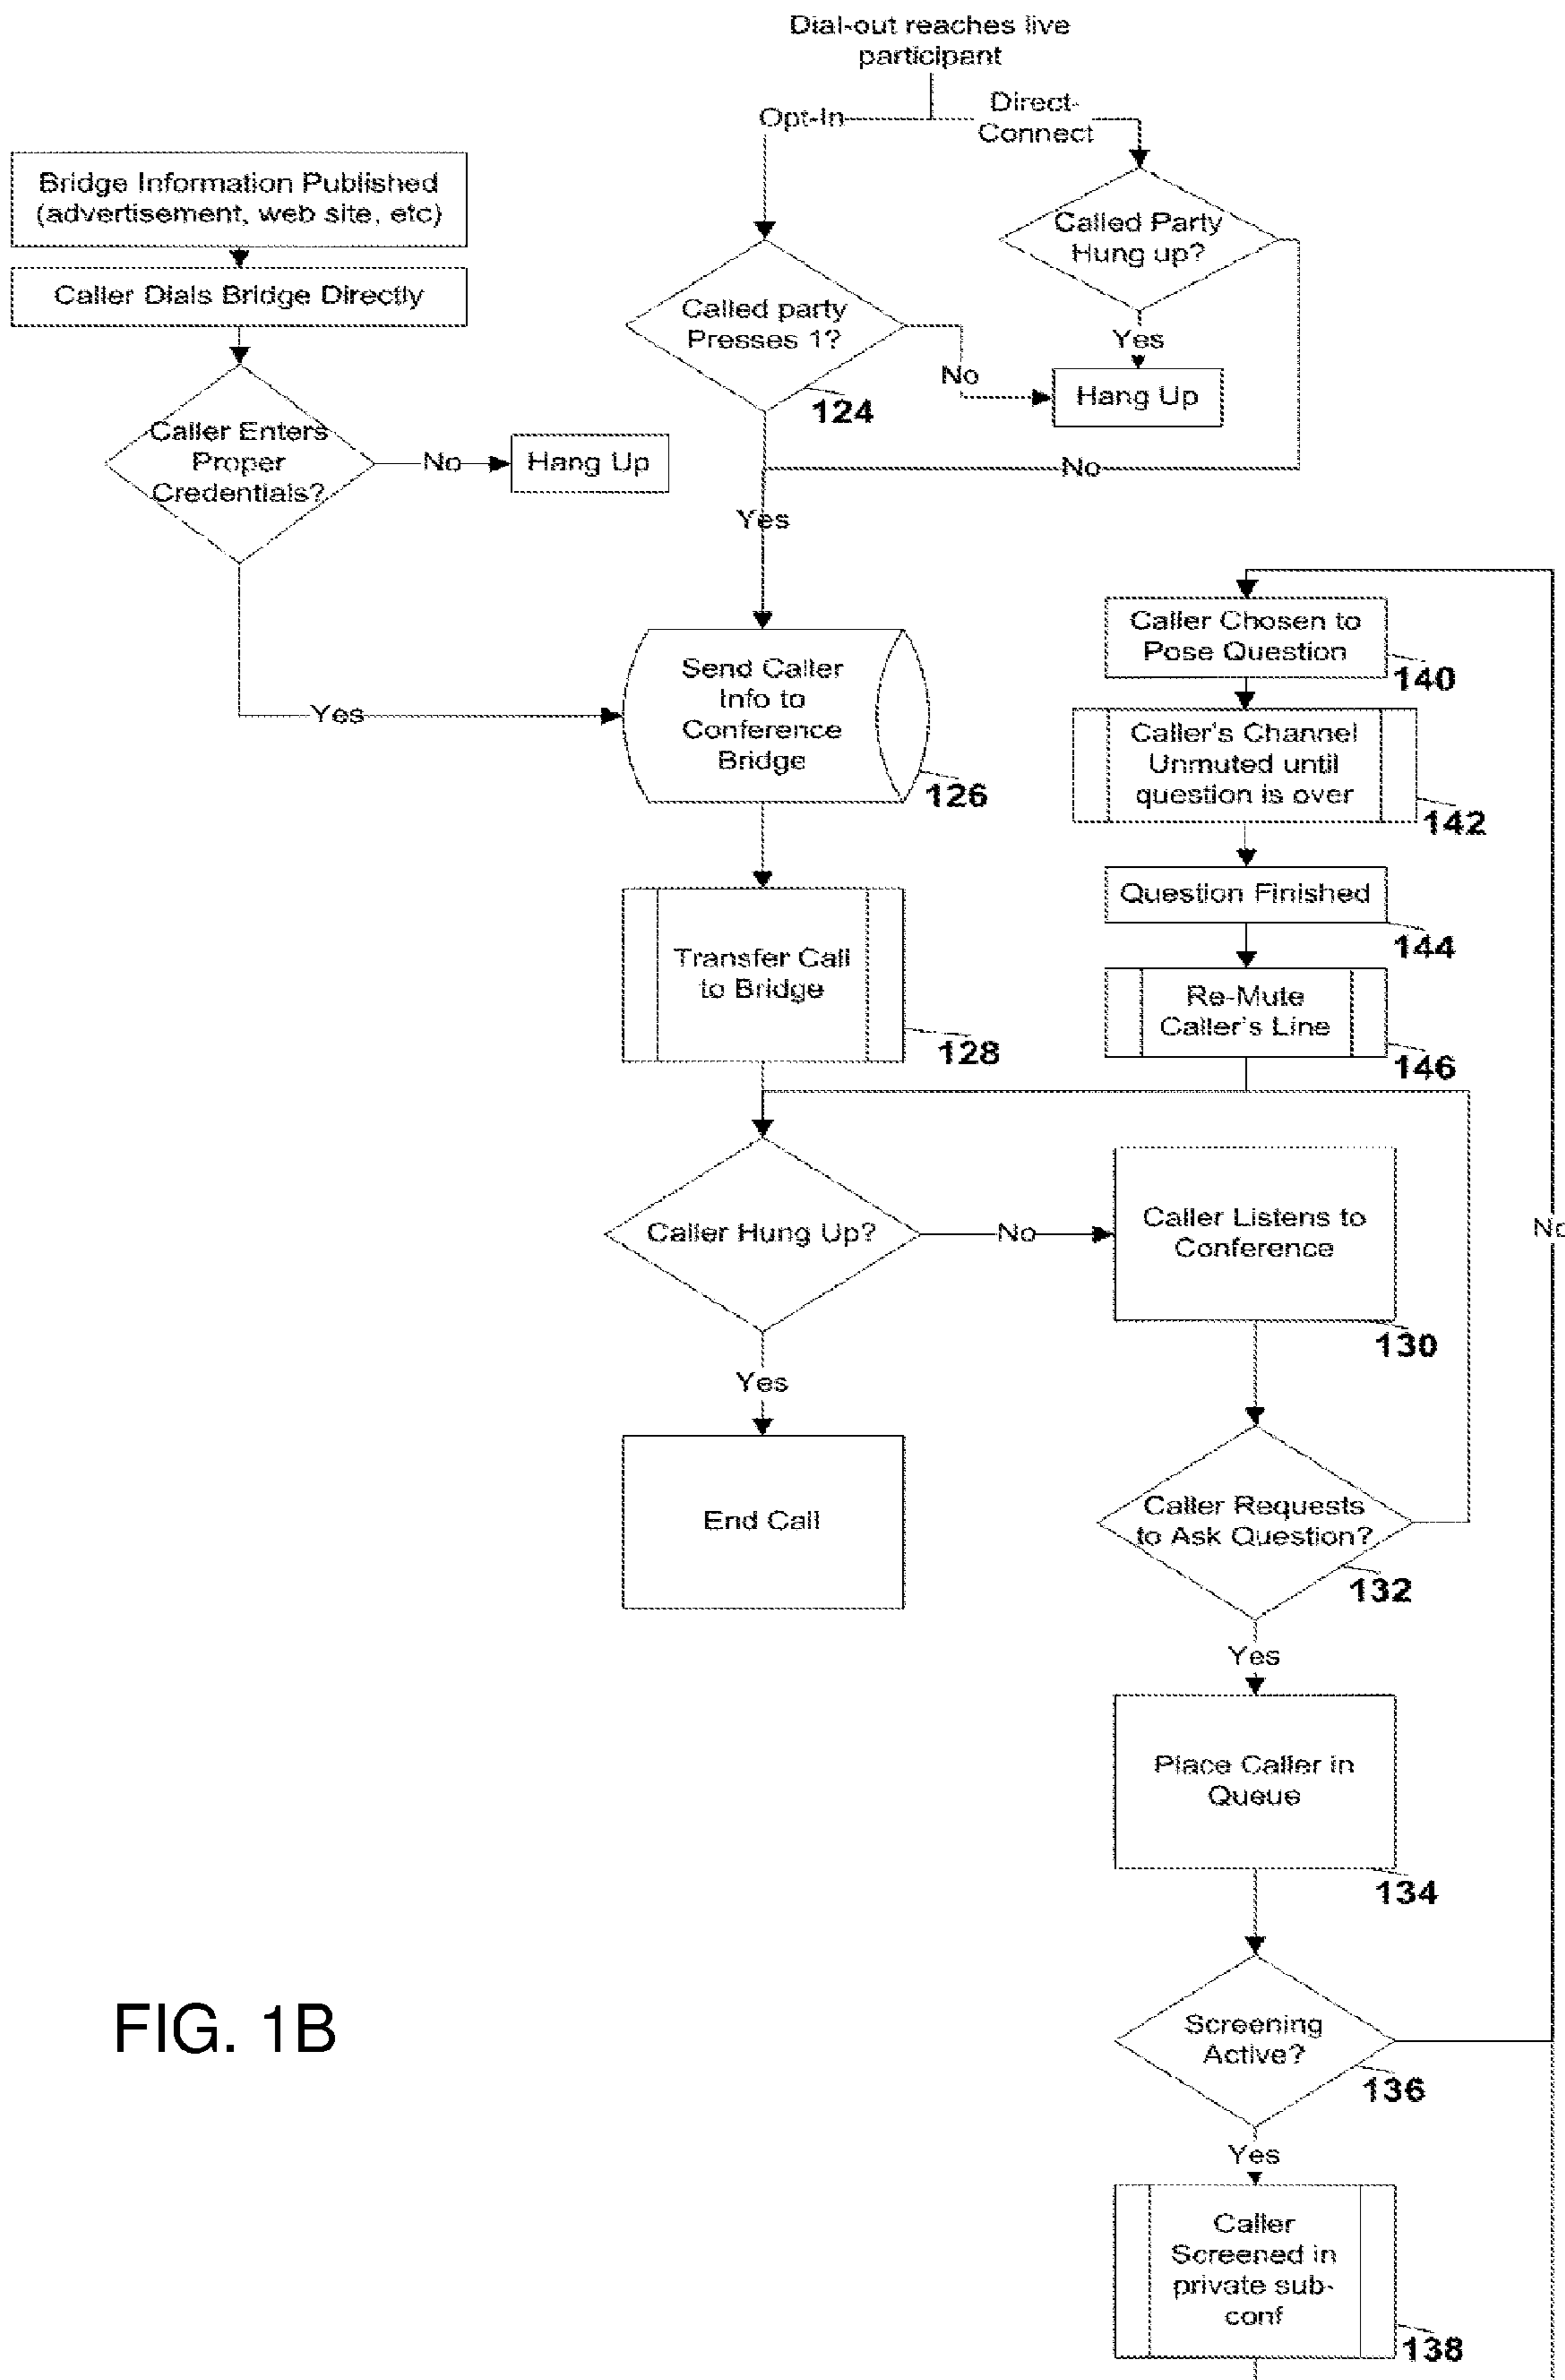 Dial-out reaches live
participant
Opt-In
Direct-
Connect
Bridge Information Published
(advertisement, web site, etc)
Caller Dials Bridge Directly
Called Party
Hung up?
Called party
Presses 1?
124
Yes
No
Hang Up
Caller Enters
Proper
Credentials?
No
Hang Up
No
Yes
Yes
Send Caller
Info to
Conference
Bridge
126
Caller Chosen to
Pose Question
140
Caller's Channel
Unmuted until
question is over
142
Question Finished
144
Transfer Call
to Bridge
128
Re-Mute
Caller's Line
146
Caller Hung Up?
No
Caller Listens to
Conference
130
No
Yes
End Call
Caller Requests
to Ask Question?
132
Yes
Place Caller in
Queue
134
Screening
Active?
136
Yes
Caller
Screened in
private sub-
conf
138
FIG. 1B